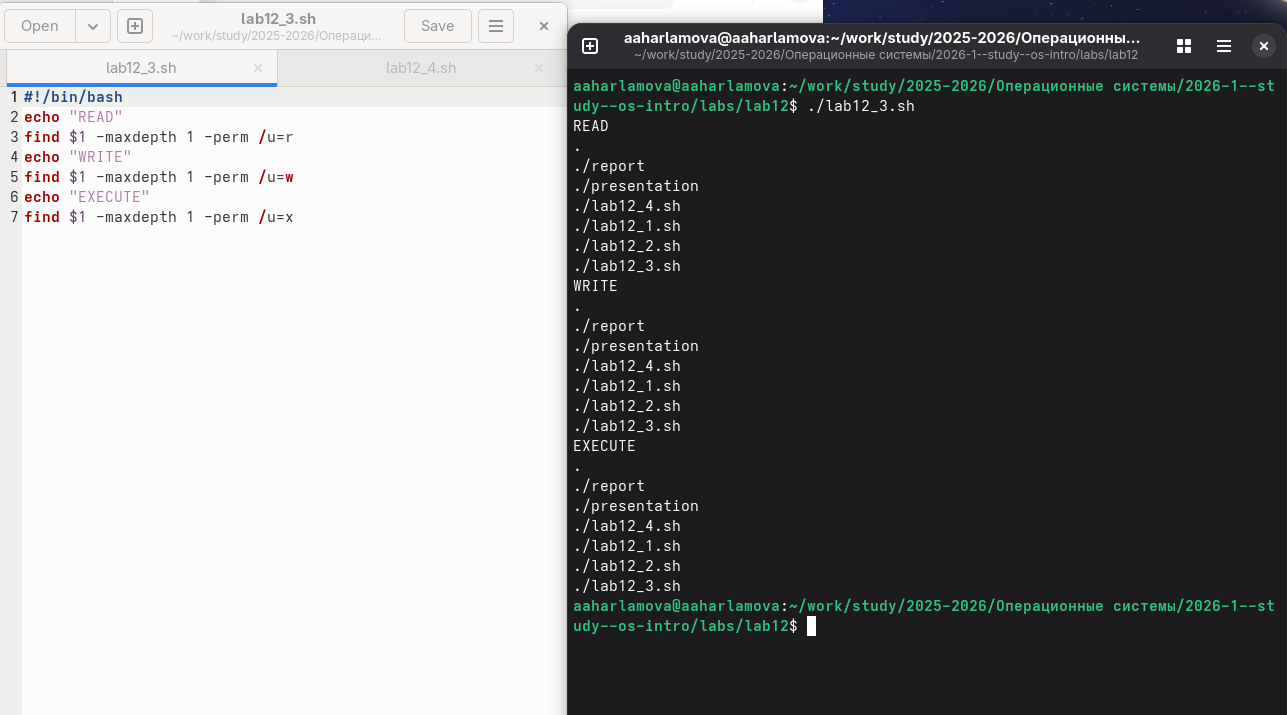 Open
lab12_3.sh
~/work/study/2025-2026/Операци...
Save
lab12_3.sh
lab12_4.sh
1 #!/bin/bash
2 echo "READ"
3 find $1 -maxdepth 1 -perm /u=r
4 echo "WRITE"
5 find $1 -maxdepth 1 -perm /u=w
6 echo "EXECUTE"
7 find $1 -maxdepth 1 -perm /u=x
aaharlamova@aaharlamova:~/work/study/2025-2026/Операционны...
~/work/study/2025-2026/Операционные системы/2026-1--study--os-intro/labs/lab12
aaharlamova@aaharlamova:~/work/study/2025-2026/Операционные системы/2026-1--st
udy--os-intro/labs/lab12$ ./lab12_3.sh
READ
.
./report
./presentation
./lab12_4.sh
./lab12_1.sh
./lab12_2.sh
./lab12_3.sh
WRITE
.
./report
./presentation
./lab12_4.sh
./lab12_1.sh
./lab12_2.sh
./lab12_3.sh
EXECUTE
.
./report
./presentation
./lab12_4.sh
./lab12_1.sh
./lab12_2.sh
./lab12_3.sh
aaharlamova@aaharlamova:~/work/study/2025-2026/Операционные системы/2026-1--st
udy--os-intro/labs/lab12$